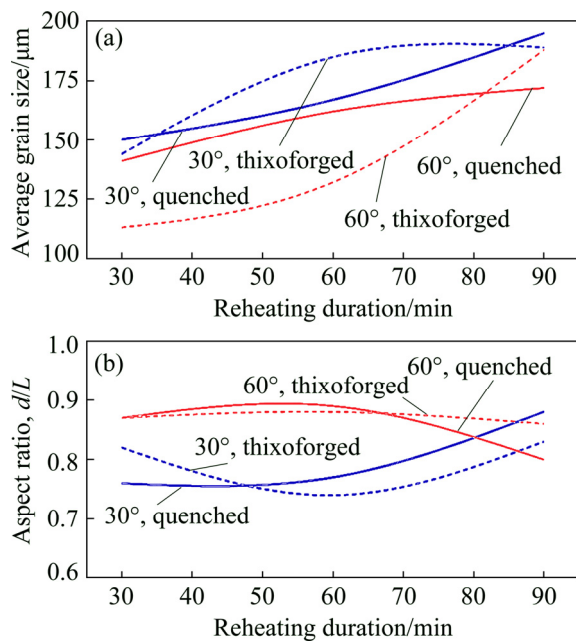 (a)
Average grain size/μm
200
175
150
125
100
30°, thixoforged
30°, quenched
60°, quenched
60°, thixoforged
30 40 50 60 70 80 90
Reheating duration/min
(b)
Aspect ratio, d/L
1.0
0.9
0.8
0.7
0.6
60°, quenched
60°, thixoforged
30°, thixoforged
30°, quenched
30 40 50 60 70 80 90
Reheating duration/min